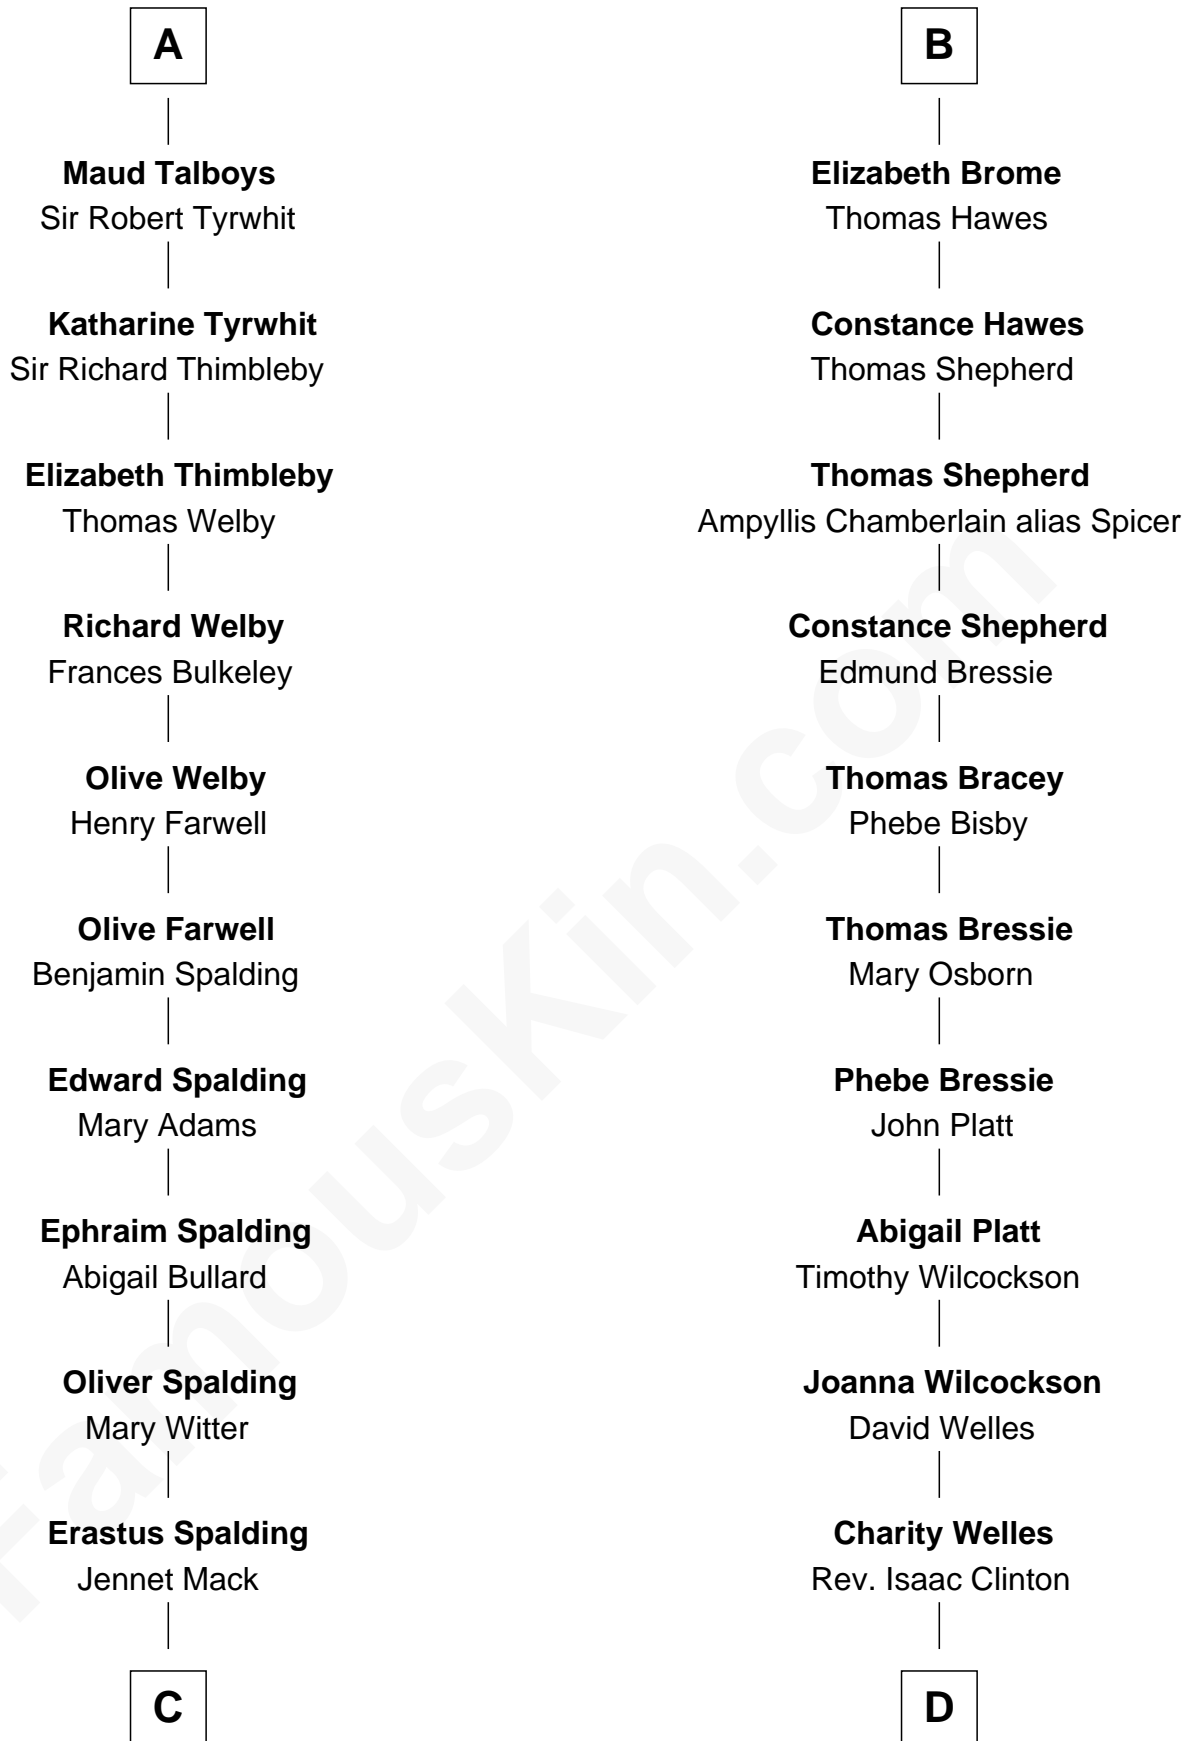 A
Maud Talboys
Sir Robert Tyrwhit
Katharine Tyrwhit
Sir Richard Thimbleby
Elizabeth Thimbleby
Thomas Welby
Richard Welby
Frances Bulkeley
Olive Welby
Henry Farwell
Olive Farwell
Benjamin Spalding
Edward Spalding
Mary Adams
Ephraim Spalding
Abigail Bullard
Oliver Spalding
Mary Witter
Erastus Spalding
Jennet Mack
C
B
Elizabeth Brome
Thomas Hawes
Constance Hawes
Thomas Shepherd
Thomas Shepherd
Ampyllis Chamberlain alias Spicer
Constance Shepherd
Edmund Bressie
Thomas Bracey
Phebe Bisby
Thomas Bressie
Mary Osborn
Phebe Bressie
John Platt
Abigail Platt
Timothy Wilcockson
Joanna Wilcockson
David Welles
Charity Welles
Rev. Isaac Clinton
D
FamousKin.com